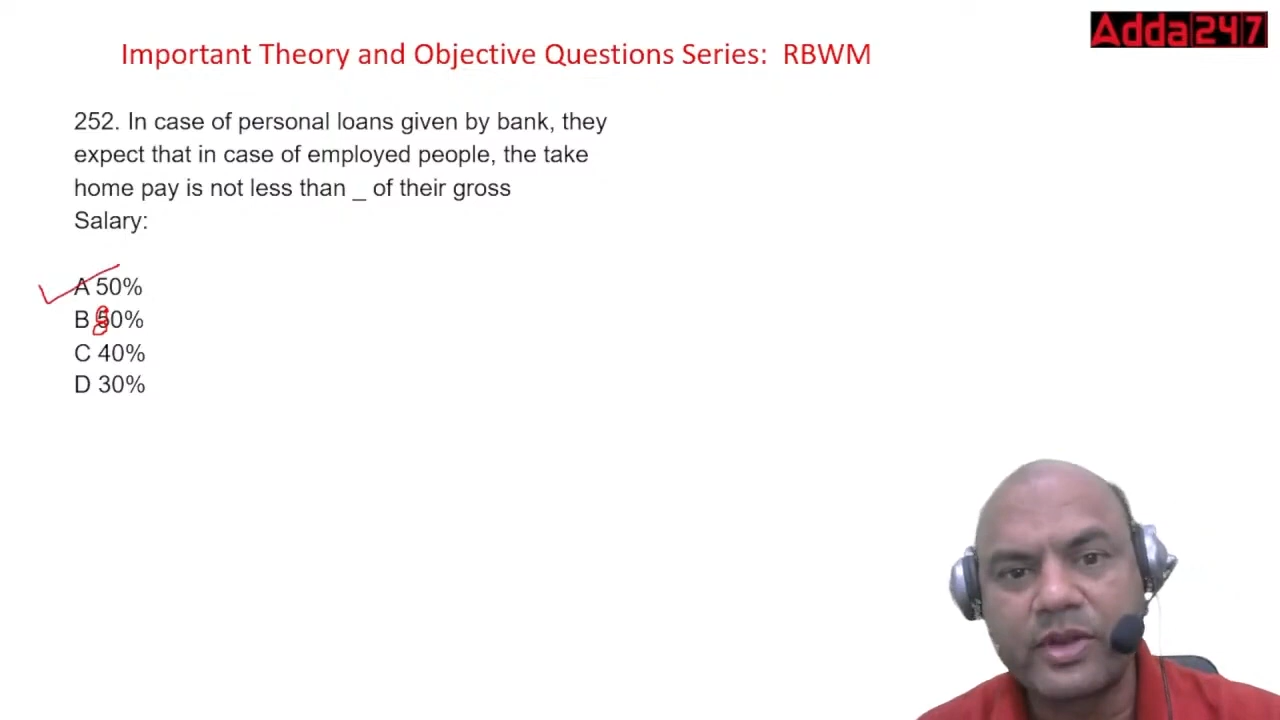 Adda247
Important Theory and Objective Questions Series: RBWM
252. In case of personal loans given by bank, they
expect that in case of employed people, the take
home pay is not less than _ of their gross
Salary:
A 50%
B 80%
C 40%
D 30%